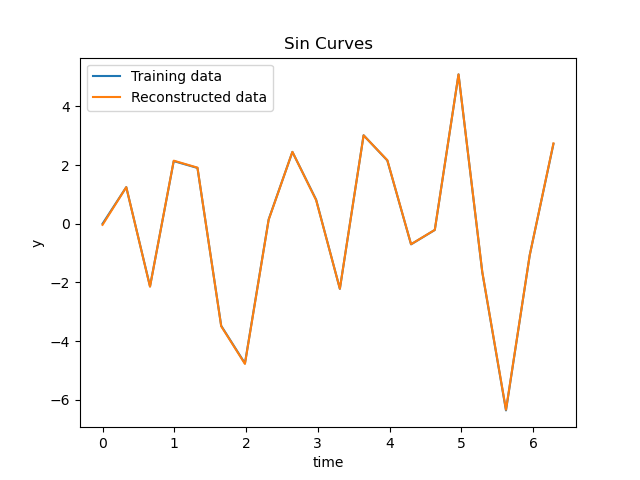 Sin Curves
Training data
Reconstructed data
4
2
0
−2
−4
−6
y
0 1 2 3 4 5 6
time